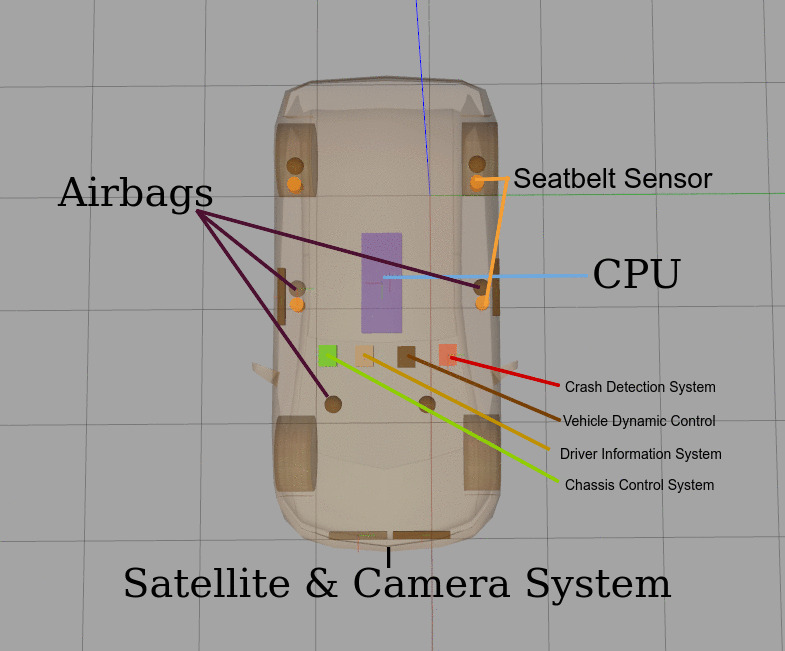 Airbags
Seatbelt Sensor
CPU
Crash Detection System
Vehicle Dynamic Control
Driver Information System
Chassis Control System
Satellite & Camera System